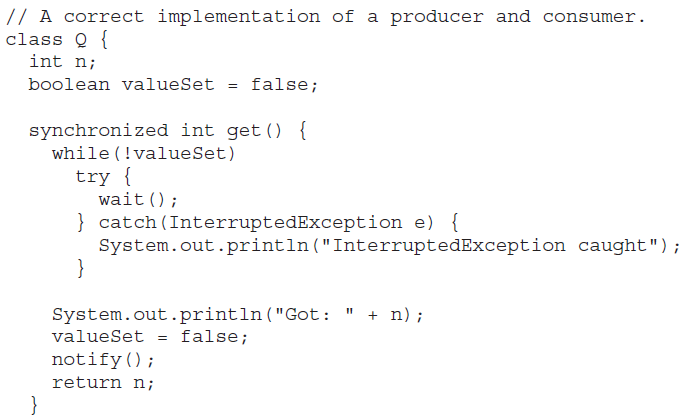 // A correct implementation of a producer and consumer.
class Q {
  int n;
  boolean valueSet = false;

  synchronized int get() {
    while(!valueSet)
      try {
        wait();
      } catch(InterruptedException e) {
        System.out.println("InterruptedException caught");
      }

    System.out.println("Got: " + n);
    valueSet = false;
    notify();
    return n;
  }